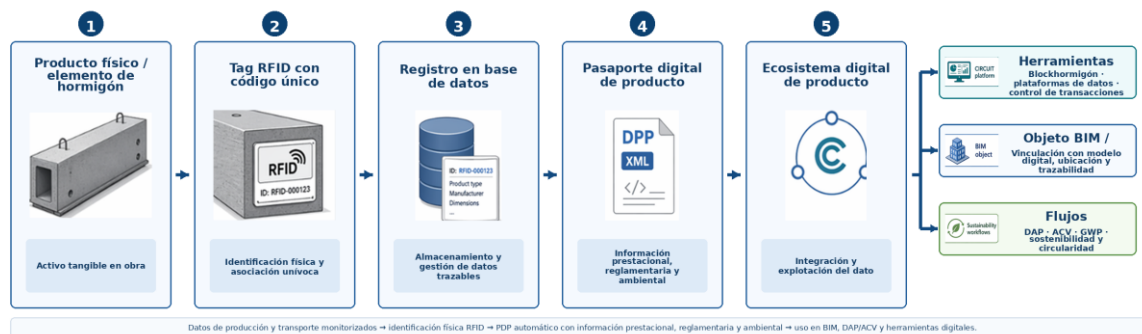 1
Producto físico /
elemento de
hormigón
Activo tangible en obra
2
Tag RFID con
código único
RFID
ID: RFID-000123
Identificación física y
asociación unívoca
3
Registro en base
de datos
ID: RFID-000123
Product type
Manufacturer
Dimensions
...
Almacenamiento y
gestión de datos
trazables
4
Pasaporte digital
de producto
DPP
XML
</>
Información
prestacional,
reglamentaria y
ambiental
5
Ecosistema digital
de producto
C
Integración y
explotación del dato
CIRCUIT
platform
Herramientas
Blockhormigón ·
plataformas de datos ·
control de transacciones
BIM
object
Objeto BIM /
Vinculación con modelo
digital, ubicación y
trazabilidad
Sustainability
workflows
Flujos
DAP · ACV · GWP ·
sostenibilidad y
circularidad
Datos de producción y transporte monitorizados → identificación física RFID → PDP automático con información prestacional, reglamentaria y ambiental → uso en BIM, DAP/ACV y herramientas digitales.